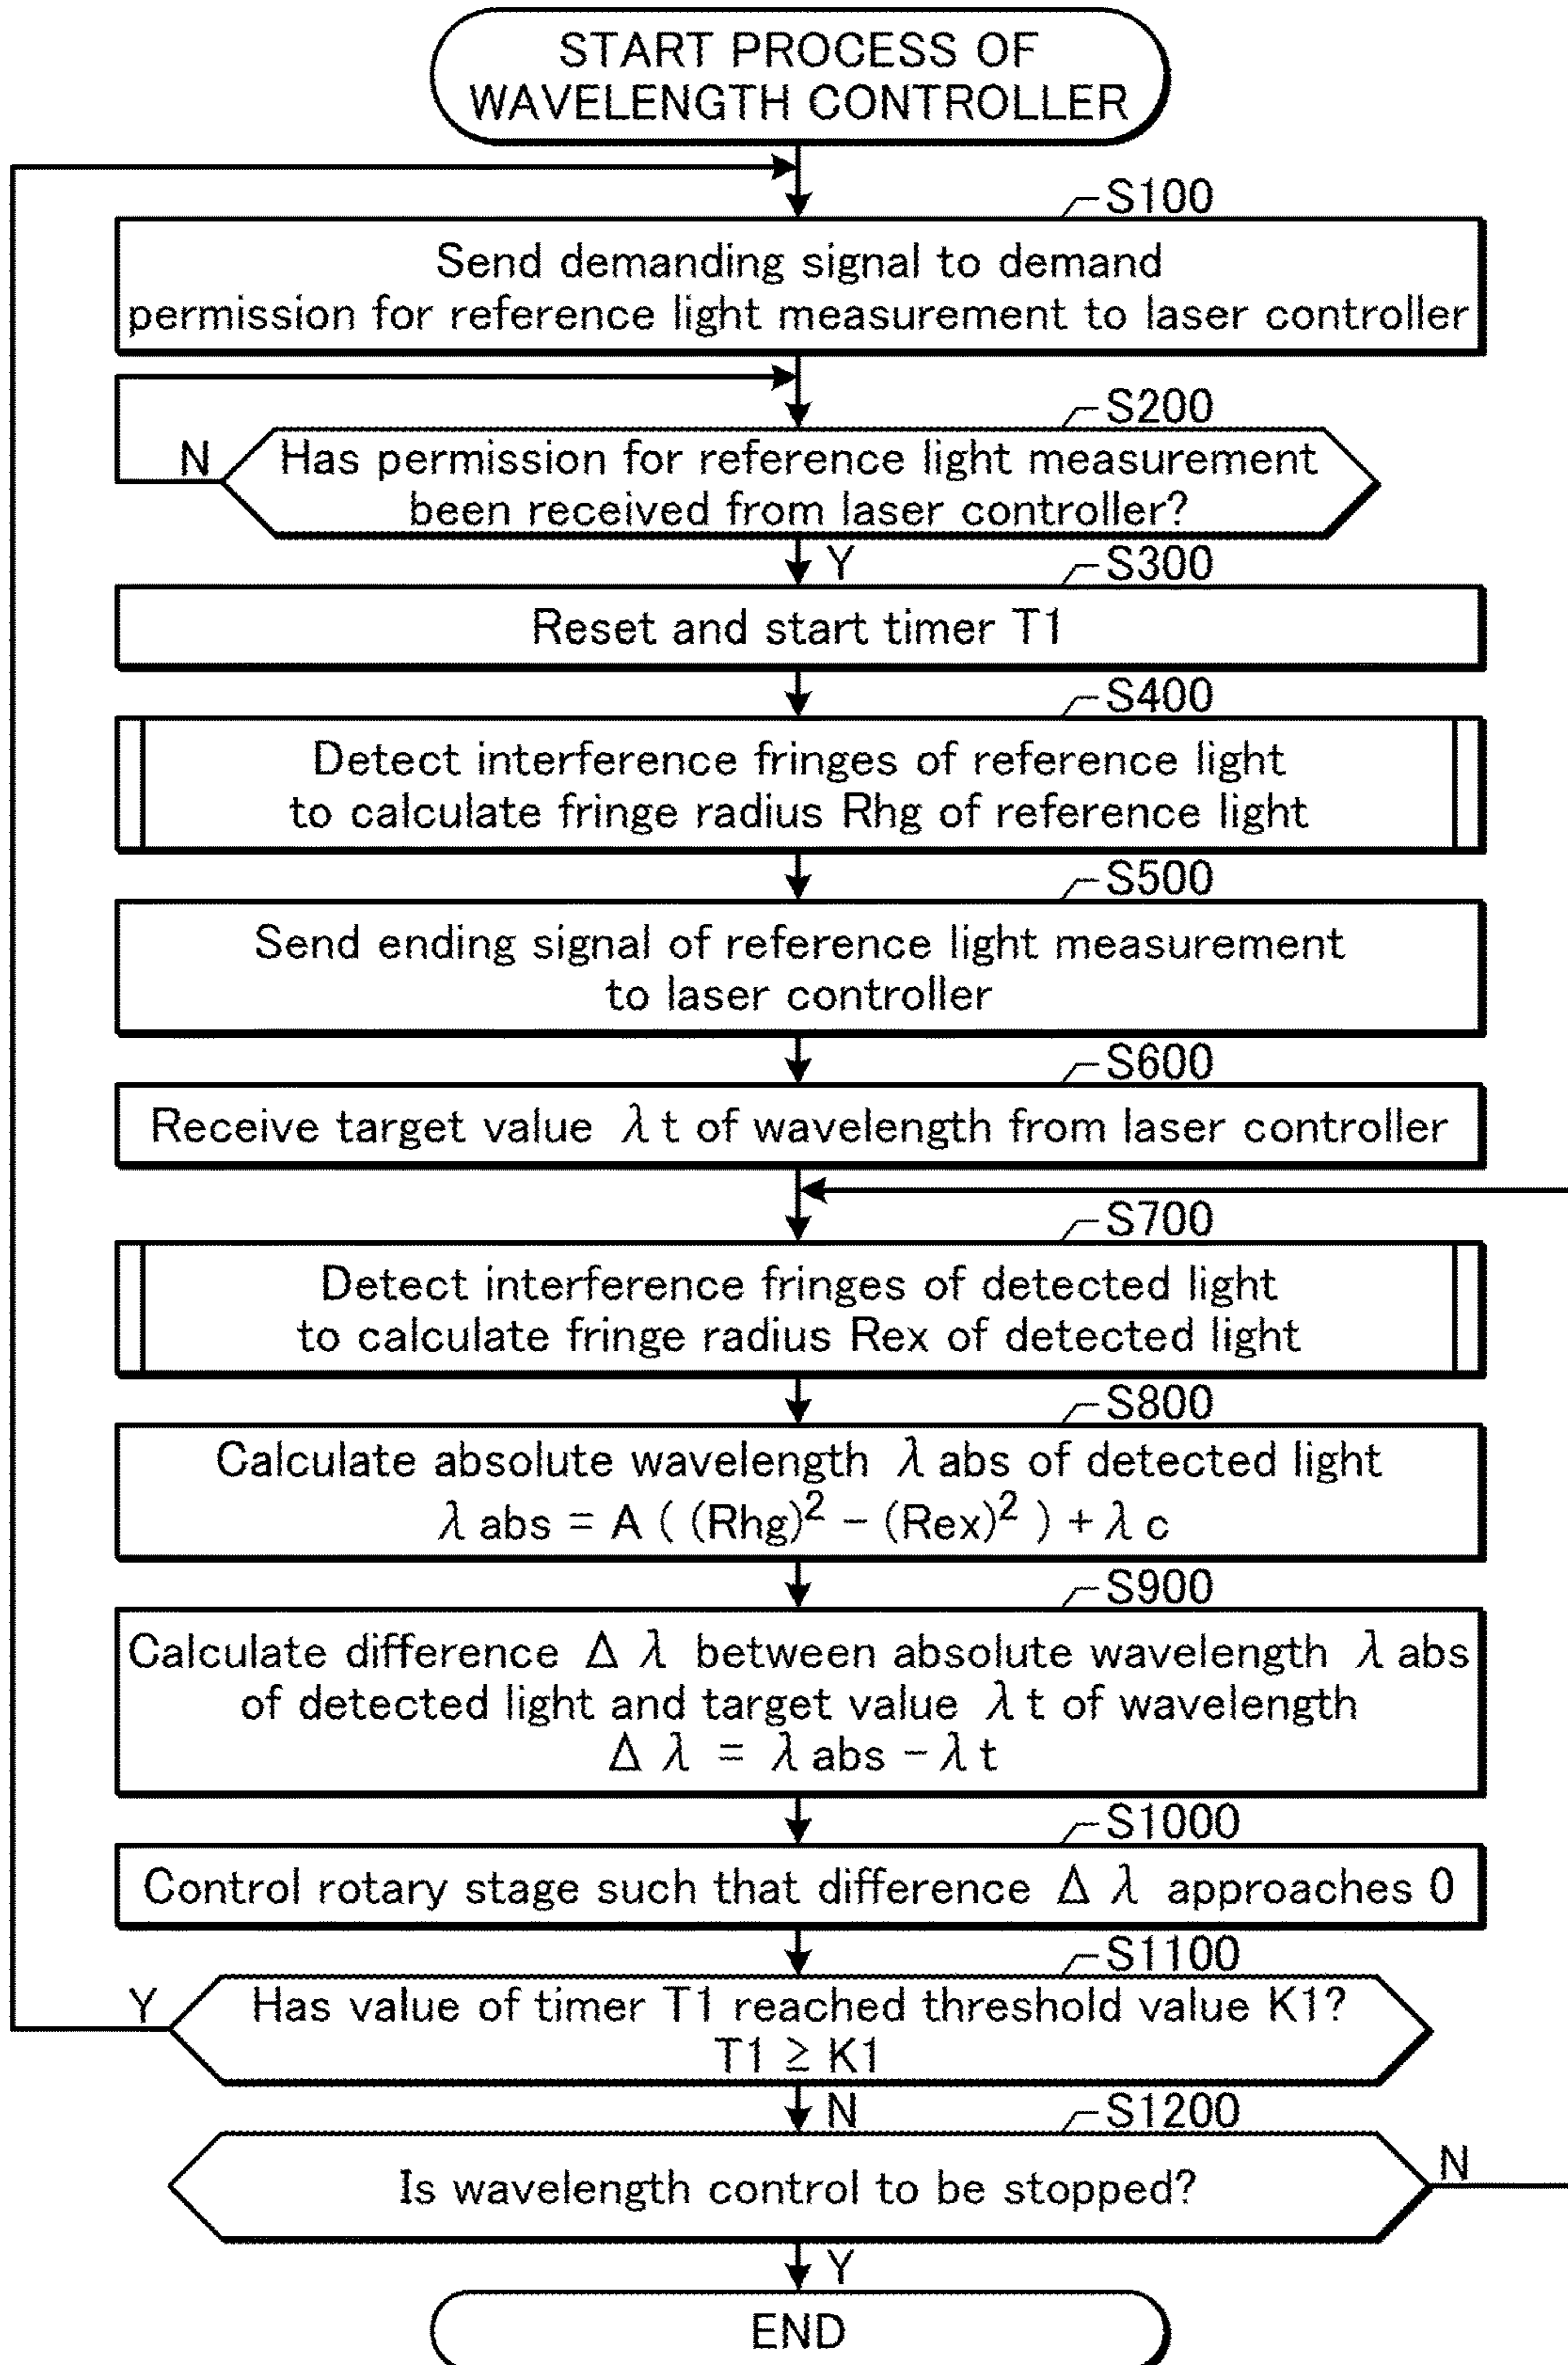 START PROCESS OF
WAVELENGTH CONTROLLER
S100
Send demanding signal to demand
permission for reference light measurement to laser controller
S200
N
Has permission for reference light measurement
been received from laser controller?
Y
S300
Reset and start timer T1
S400
Detect interference fringes of reference light
to calculate fringe radius Rhg of reference light
S500
Send ending signal of reference light measurement
to laser controller
S600
Receive target value λt of wavelength from laser controller
S700
Detect interference fringes of detected light
to calculate fringe radius Rex of detected light
S800
Calculate absolute wavelength λabs of detected light
λabs = A ( (Rhg)² − (Rex)² ) + λc
S900
Calculate difference Δλ between absolute wavelength λabs
of detected light and target value λt of wavelength
Δλ = λabs − λt
S1000
Control rotary stage such that difference Δλ approaches 0
S1100
Y
Has value of timer T1 reached threshold value K1?
T1 ≥ K1
N
S1200
Is wavelength control to be stopped?
N
Y
END